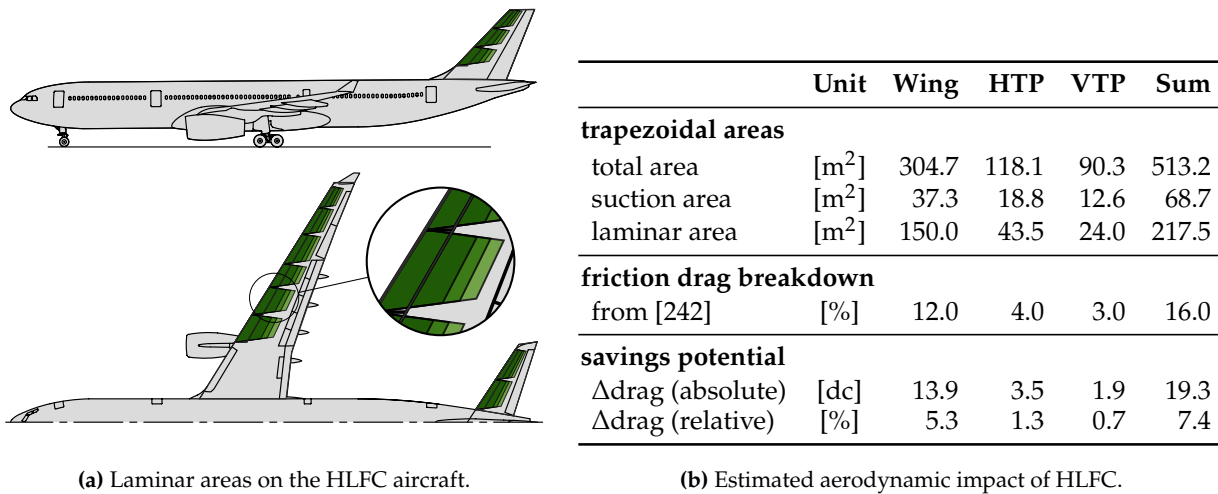 Unit Wing HTP VTP Sum
trapezoidal areas
total area [m²] 304.7 118.1 90.3 513.2
suction area [m²] 37.3 18.8 12.6 68.7
laminar area [m²] 150.0 43.5 24.0 217.5
friction drag breakdown
from [242] [%] 12.0 4.0 3.0 16.0
savings potential
Δdrag (absolute) [dc] 13.9 3.5 1.9 19.3
Δdrag (relative) [%] 5.3 1.3 0.7 7.4
(a) Laminar areas on the HLFC aircraft.
(b) Estimated aerodynamic impact of HLFC.